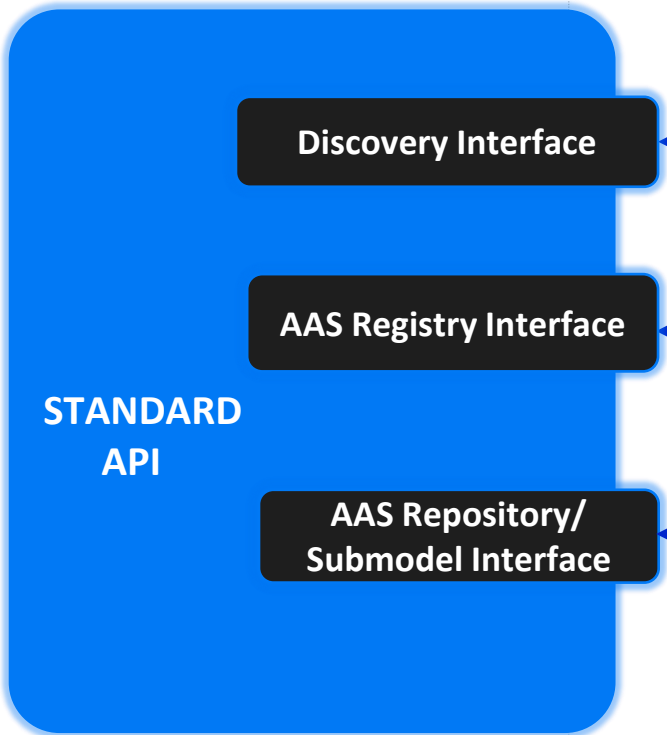 Discovery Interface
AAS Registry Interface
STANDARD
API
AAS Repository/
Submodel Interface